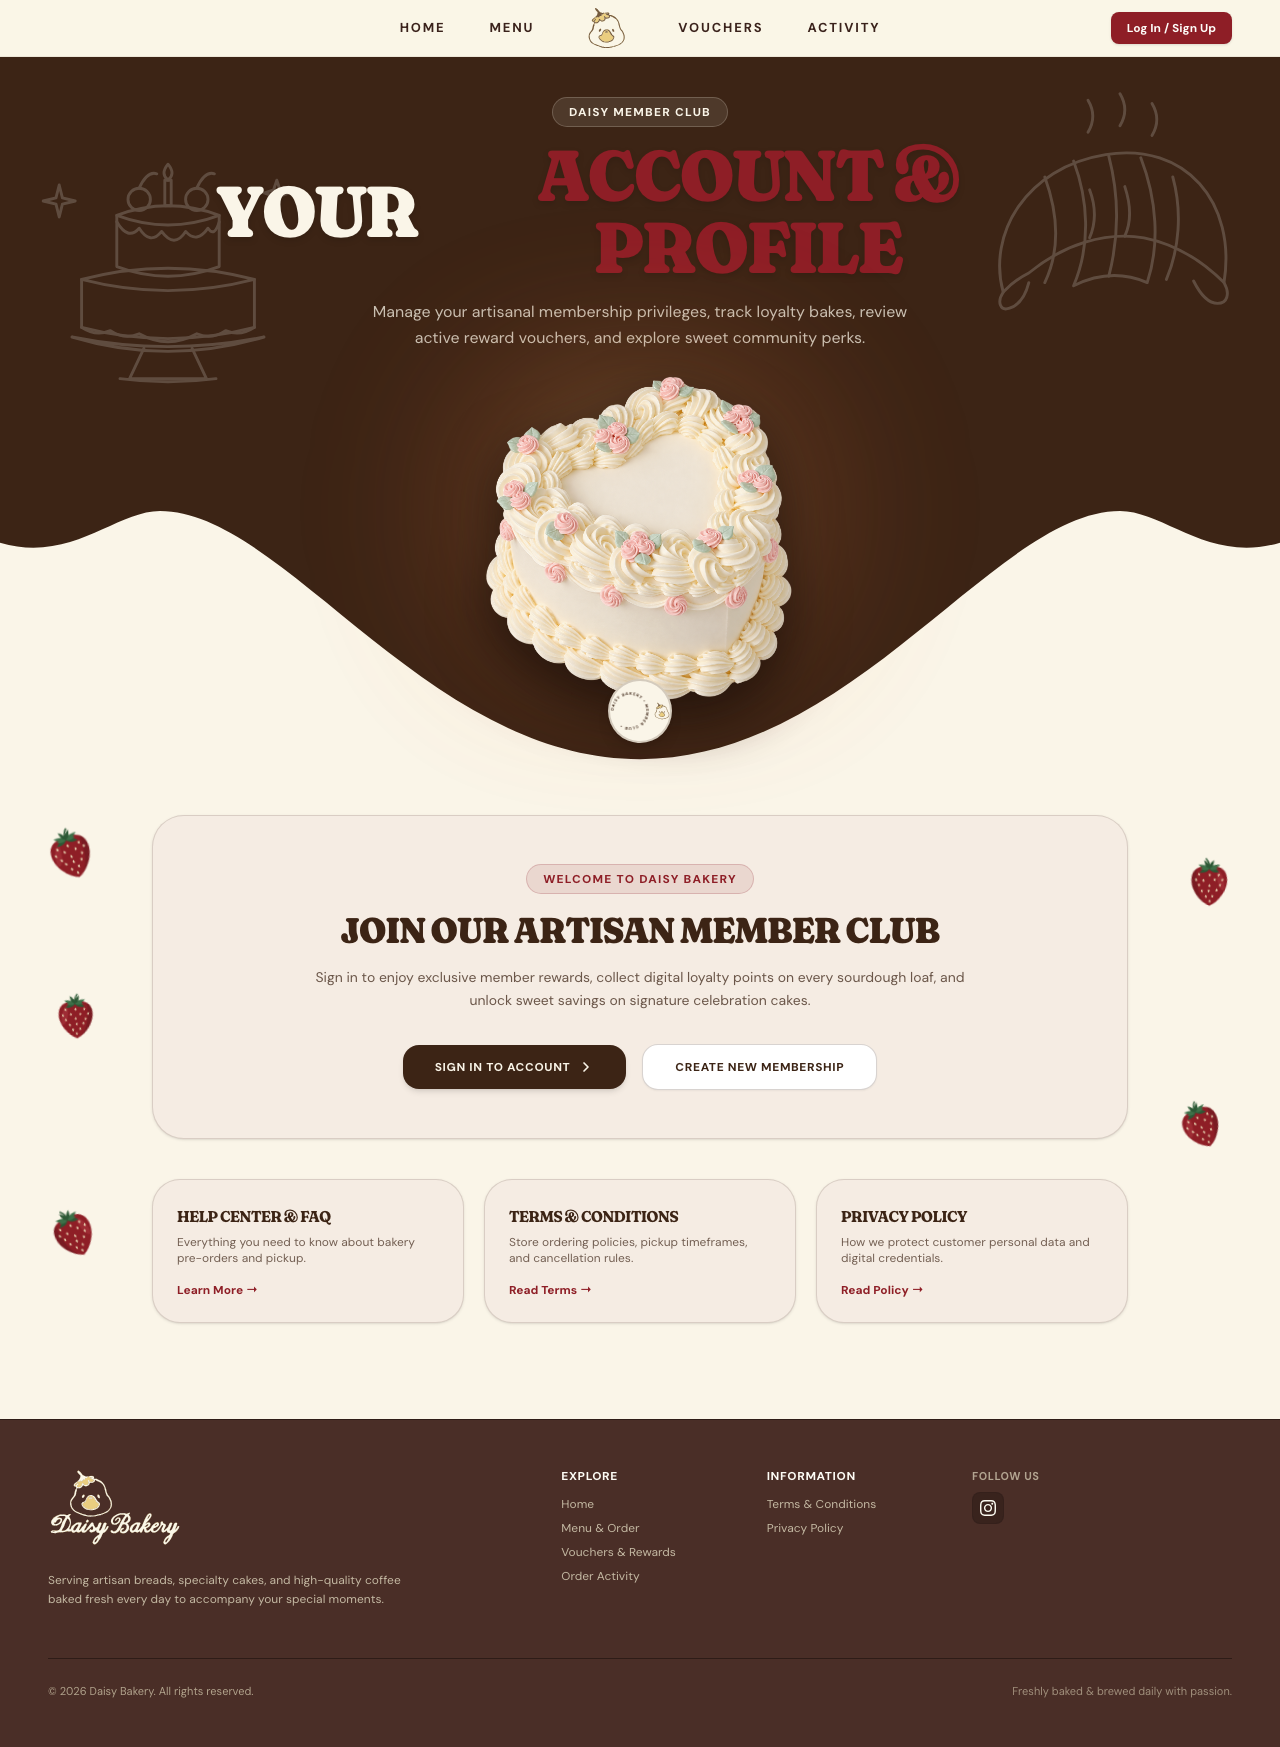 HOME
MENU
VOUCHERS
ACTIVITY
Log In / Sign Up
DAISY MEMBER CLUB
YOUR
ACCOUNT &
PROFILE
Manage your artisanal membership privileges, track loyalty bakes, review
active reward vouchers, and explore sweet community perks.
DAISY BAKERY • MEMBER CLUB •
WELCOME TO DAISY BAKERY
JOIN OUR ARTISAN MEMBER CLUB
Sign in to enjoy exclusive member rewards, collect digital loyalty points on every sourdough loaf, and
unlock sweet savings on signature celebration cakes.
SIGN IN TO ACCOUNT
CREATE NEW MEMBERSHIP
HELP CENTER & FAQ
Everything you need to know about bakery
pre-orders and pickup.
Learn More →
TERMS & CONDITIONS
Store ordering policies, pickup timeframes,
and cancellation rules.
Read Terms →
PRIVACY POLICY
How we protect customer personal data and
digital credentials.
Read Policy →
Daisy Bakery
Serving artisan breads, specialty cakes, and high-quality coffee
baked fresh every day to accompany your special moments.
EXPLORE
Home
Menu & Order
Vouchers & Rewards
Order Activity
INFORMATION
Terms & Conditions
Privacy Policy
FOLLOW US
© 2026 Daisy Bakery. All rights reserved.
Freshly baked & brewed daily with passion.